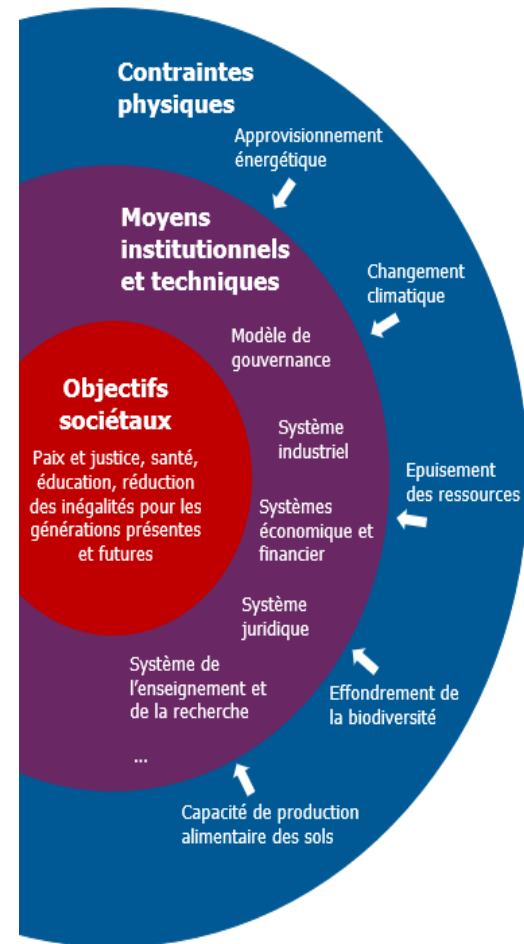 Contraintes
physiques
Approvisionnement
énergétique
Moyens
institutionnels
et techniques
Changement
climatique
Modèle de
gouvernance
Objectifs
sociétaux
Paix et justice, santé,
éducation, réduction
des inégalités pour les
générations présentes
et futures
Système
industriel
Epuisement
des ressources
Systèmes
économique et
financier
Système
juridique
Système de
l'enseignement et
de la recherche
...
Effondrement de
la biodiversité
Capacité de production
alimentaire des sols